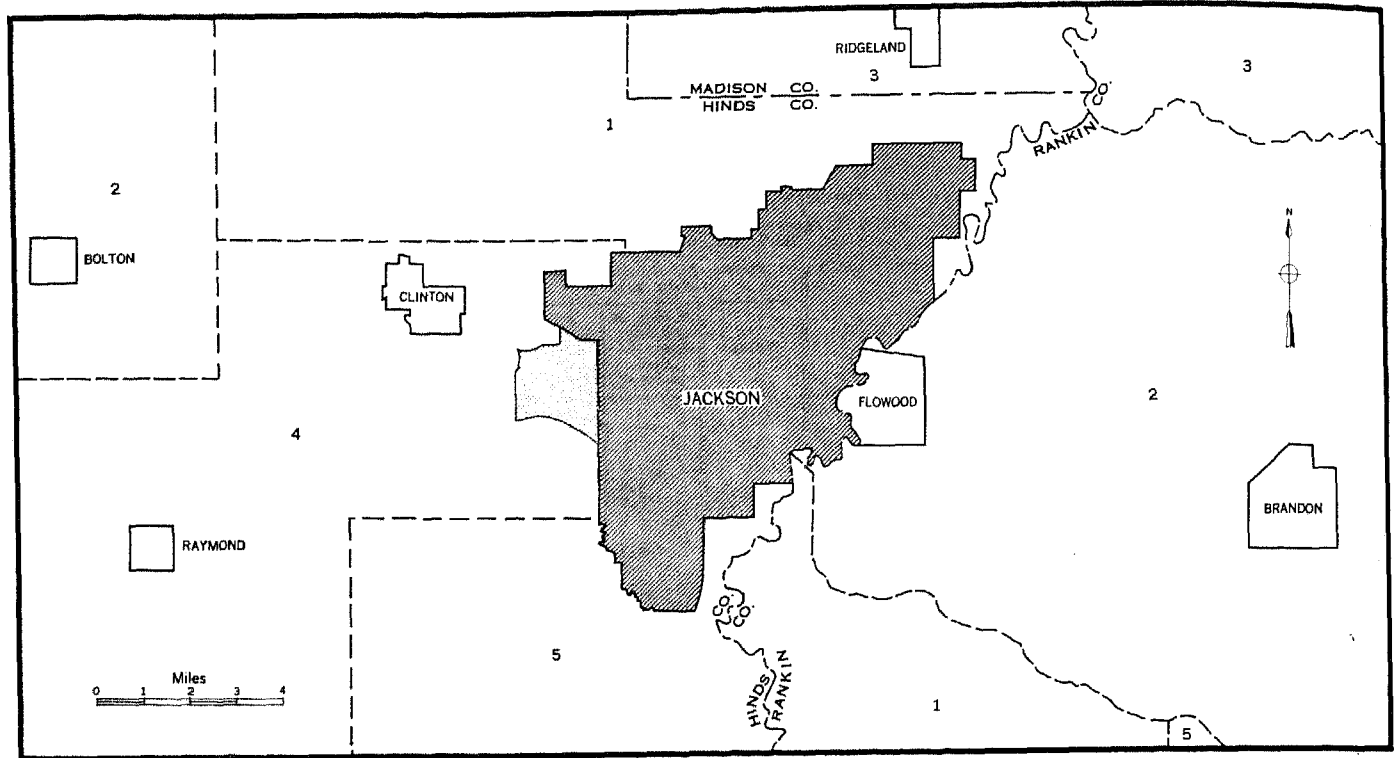 RIDGELAND
3
3
MADISON CO.
HINDS CO.
CO.
1
RANKIN
2
N
BOLTON
CLINTON
JACKSON
FLOWOOD
2
4
BRANDON
RAYMOND
CO.
CO.
5
Miles
0 1 2 3 4
HINDS
RANKIN
1
5